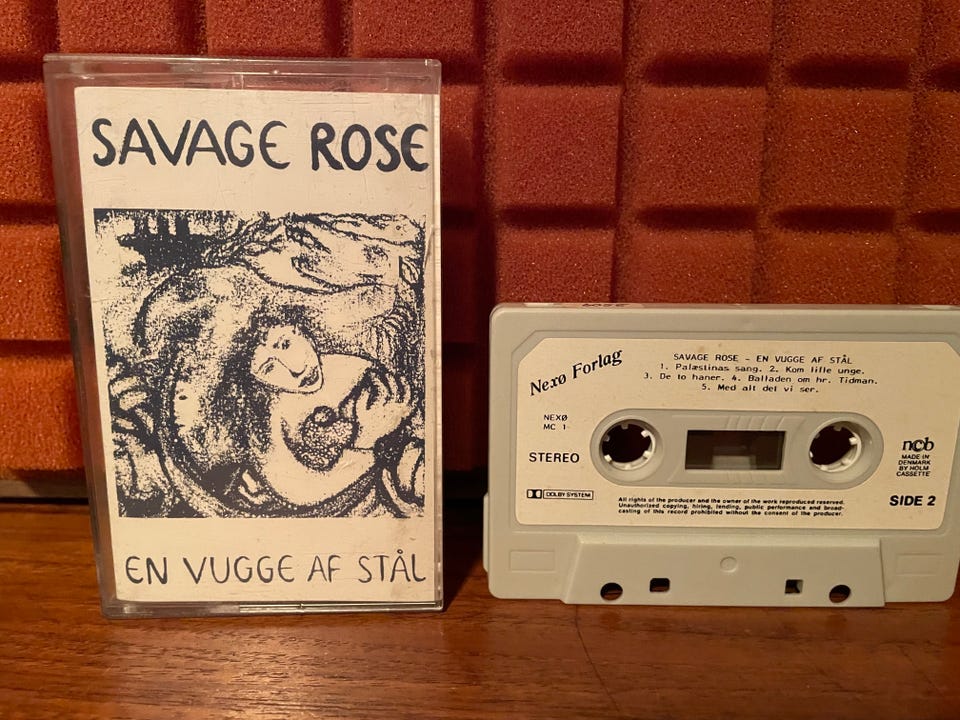 SAVAGE ROSE
EN VUGGE AF STÅL
Nexø Forlag
SAVAGE ROSE - EN VUGGE AF STÅL
1. Palæstinas sang. 2. Kom lille unge.
3. De to haner. 4. Balladen om hr. Tidman.
5. Med alt det vi ser.
NEXØ
MC 1
STEREO
DOLBY SYSTEM
ncb
MADE IN
DENMARK
BY HOLM
CASSETTE
SIDE 2
All rights of the producer and the owner of the work reproduced reserved.
Unauthorized copying, hiring, lending, public performance and broad-
casting of this record prohibited without the consent of the producer.